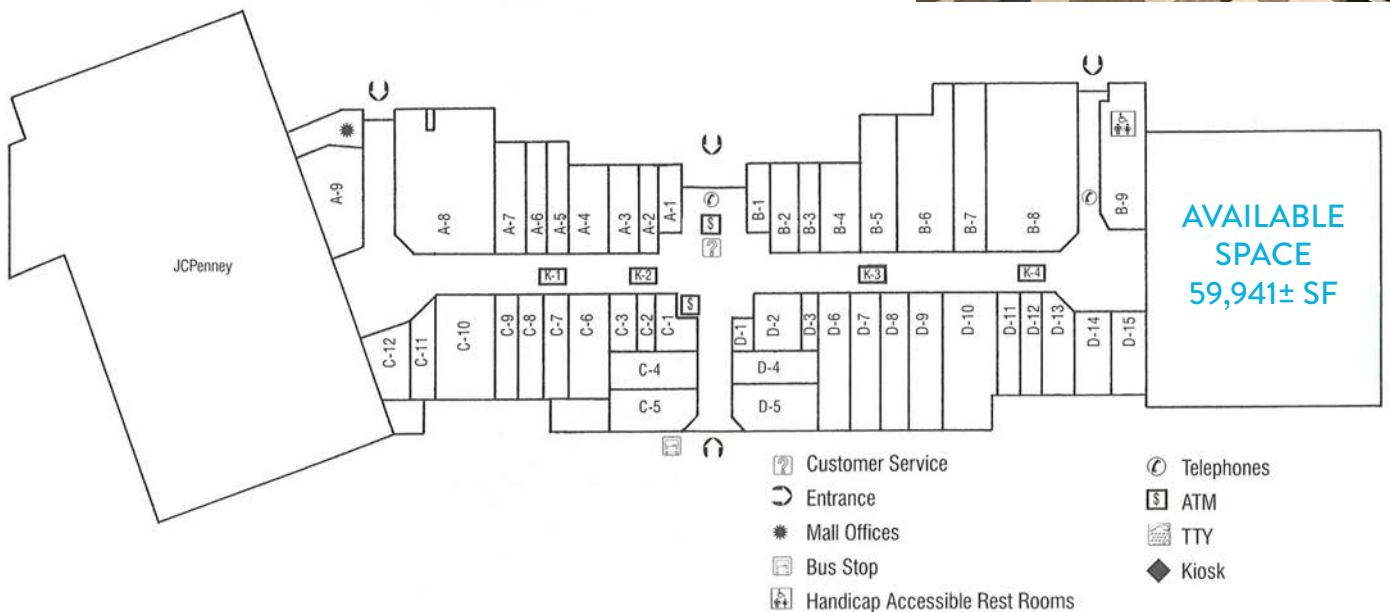 JCPenney
A-9
A-8
A-7
A-6
A-5
A-4
A-3
A-2
A-1
$
?
B-1
B-2
B-3
B-4
B-5
B-6
B-7
B-8
B-9
AVAILABLE
SPACE
59,941± SF
K-1
K-2
K-3
K-4
C-12
C-11
C-10
C-9
C-8
C-7
C-6
C-3
C-2
C-1
$
C-4
C-5
D-1
D-2
D-3
D-4
D-5
D-6
D-7
D-8
D-9
D-10
D-11
D-12
D-13
D-14
D-15
? Customer Service
Entrance
Mall Offices
Bus Stop
Handicap Accessible Rest Rooms
Telephones
$ ATM
TTY
Kiosk